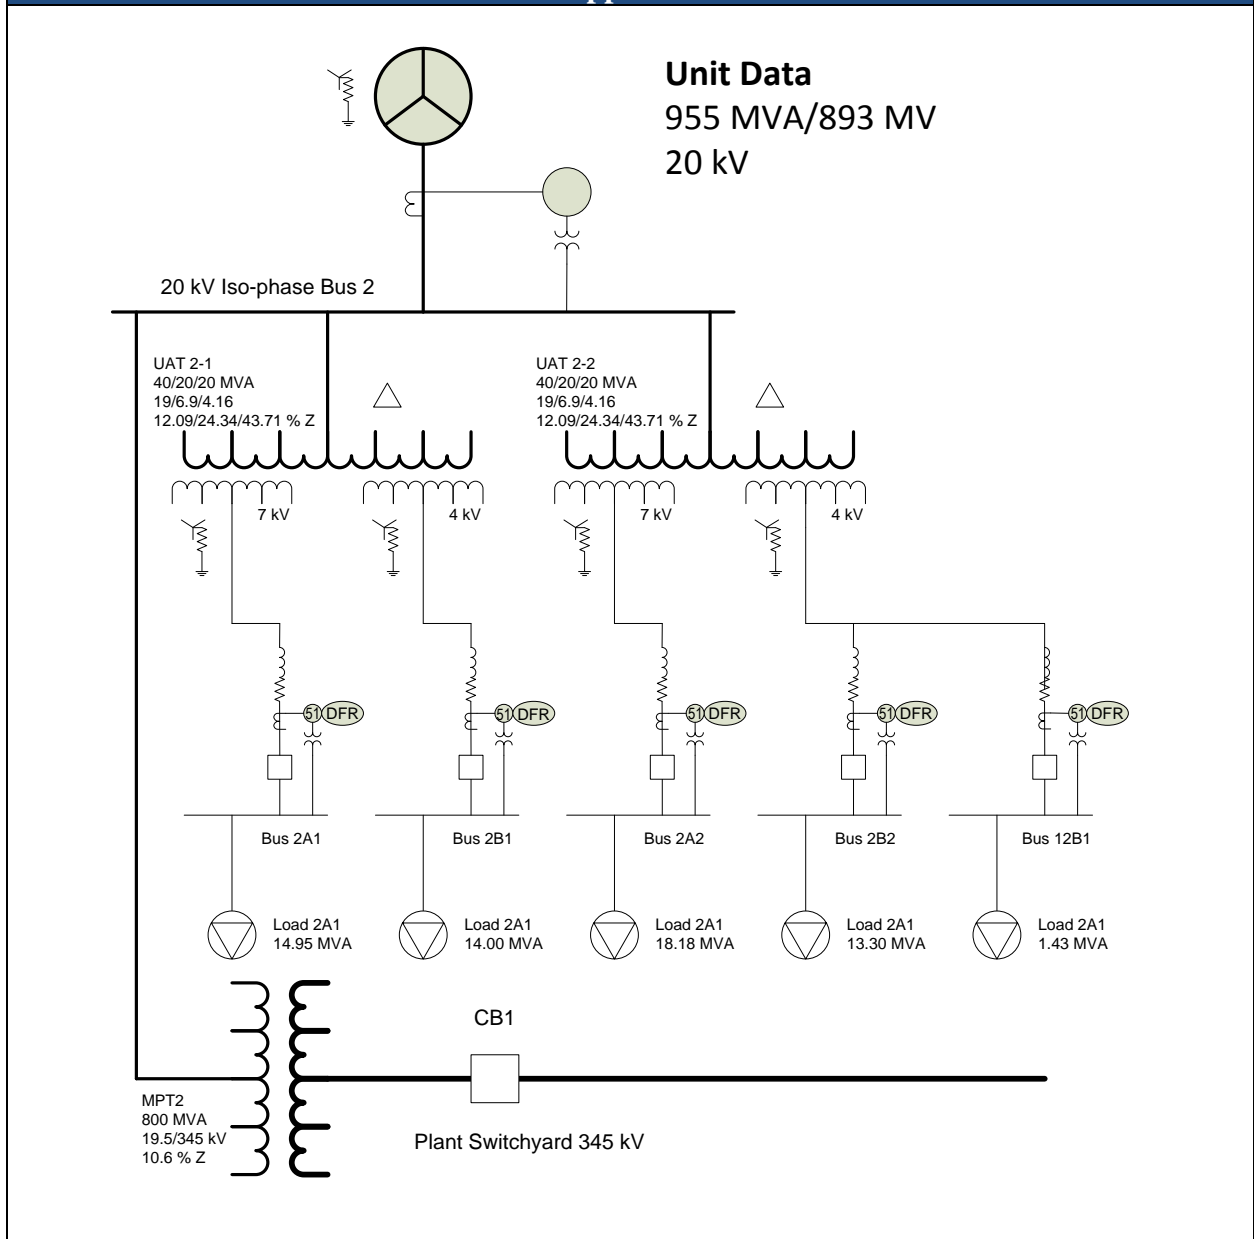 Unit Data
955 MVA/893 MV
20 kV
20 kV Iso-phase Bus 2
UAT 2-1
40/20/20 MVA
19/6.9/4.16
12.09/24.34/43.71 % Z
UAT 2-2
40/20/20 MVA
19/6.9/4.16
12.09/24.34/43.71 % Z
7 kV
4 kV
7 kV
4 kV
51 DFR
51 DFR
51 DFR
51 DFR
51 DFR
Bus 2A1
Bus 2B1
Bus 2A2
Bus 2B2
Bus 12B1
Load 2A1
14.95 MVA
Load 2A1
14.00 MVA
Load 2A1
18.18 MVA
Load 2A1
13.30 MVA
Load 2A1
1.43 MVA
CB1
MPT2
800 MVA
19.5/345 kV
10.6 % Z
Plant Switchyard 345 kV